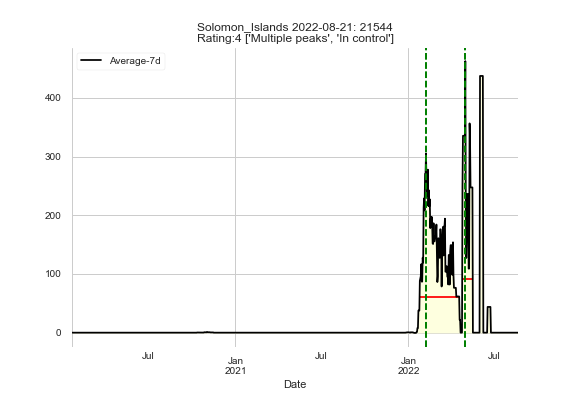 Solomon_Islands 2022-08-21: 21544
Rating:4 ['Multiple peaks', 'In control']
Average-7d
400
300
200
100
0
Jul
Jan
2021
Jul
Jan
2022
Jul
Date